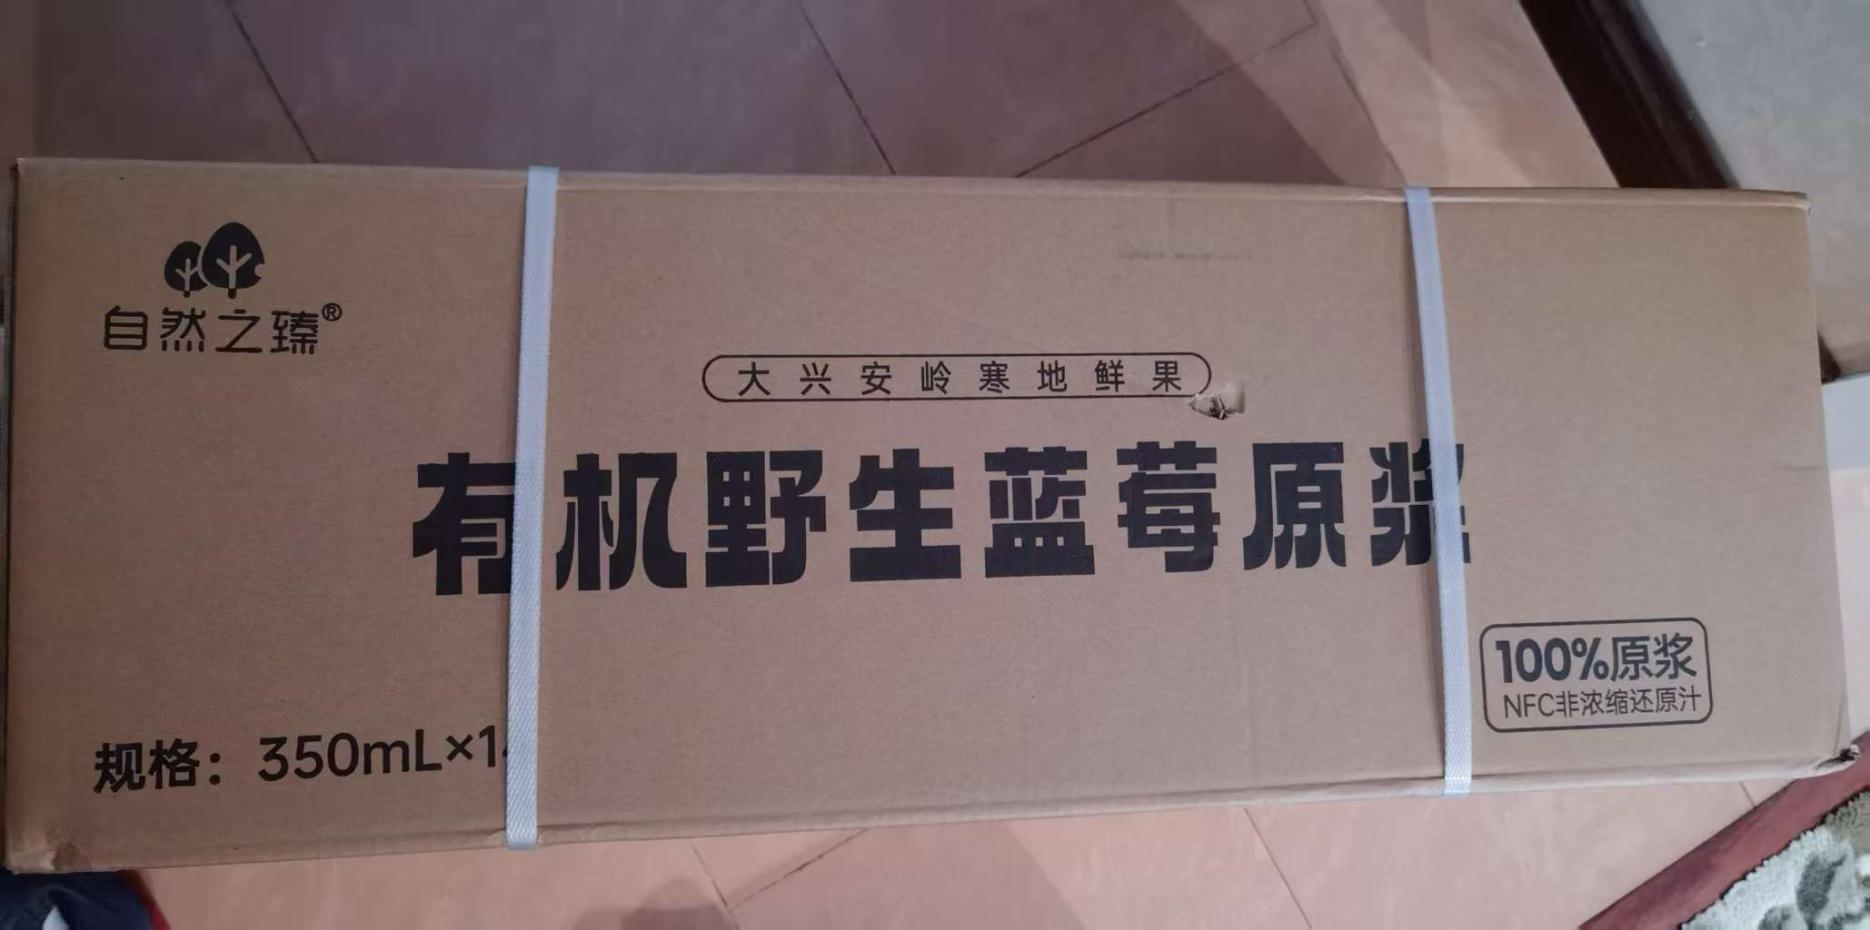 自然之臻®
大兴安岭寒地鲜果
有机野生蓝莓原浆
100%原浆
NFC非浓缩还原汁
规格：350mL×1